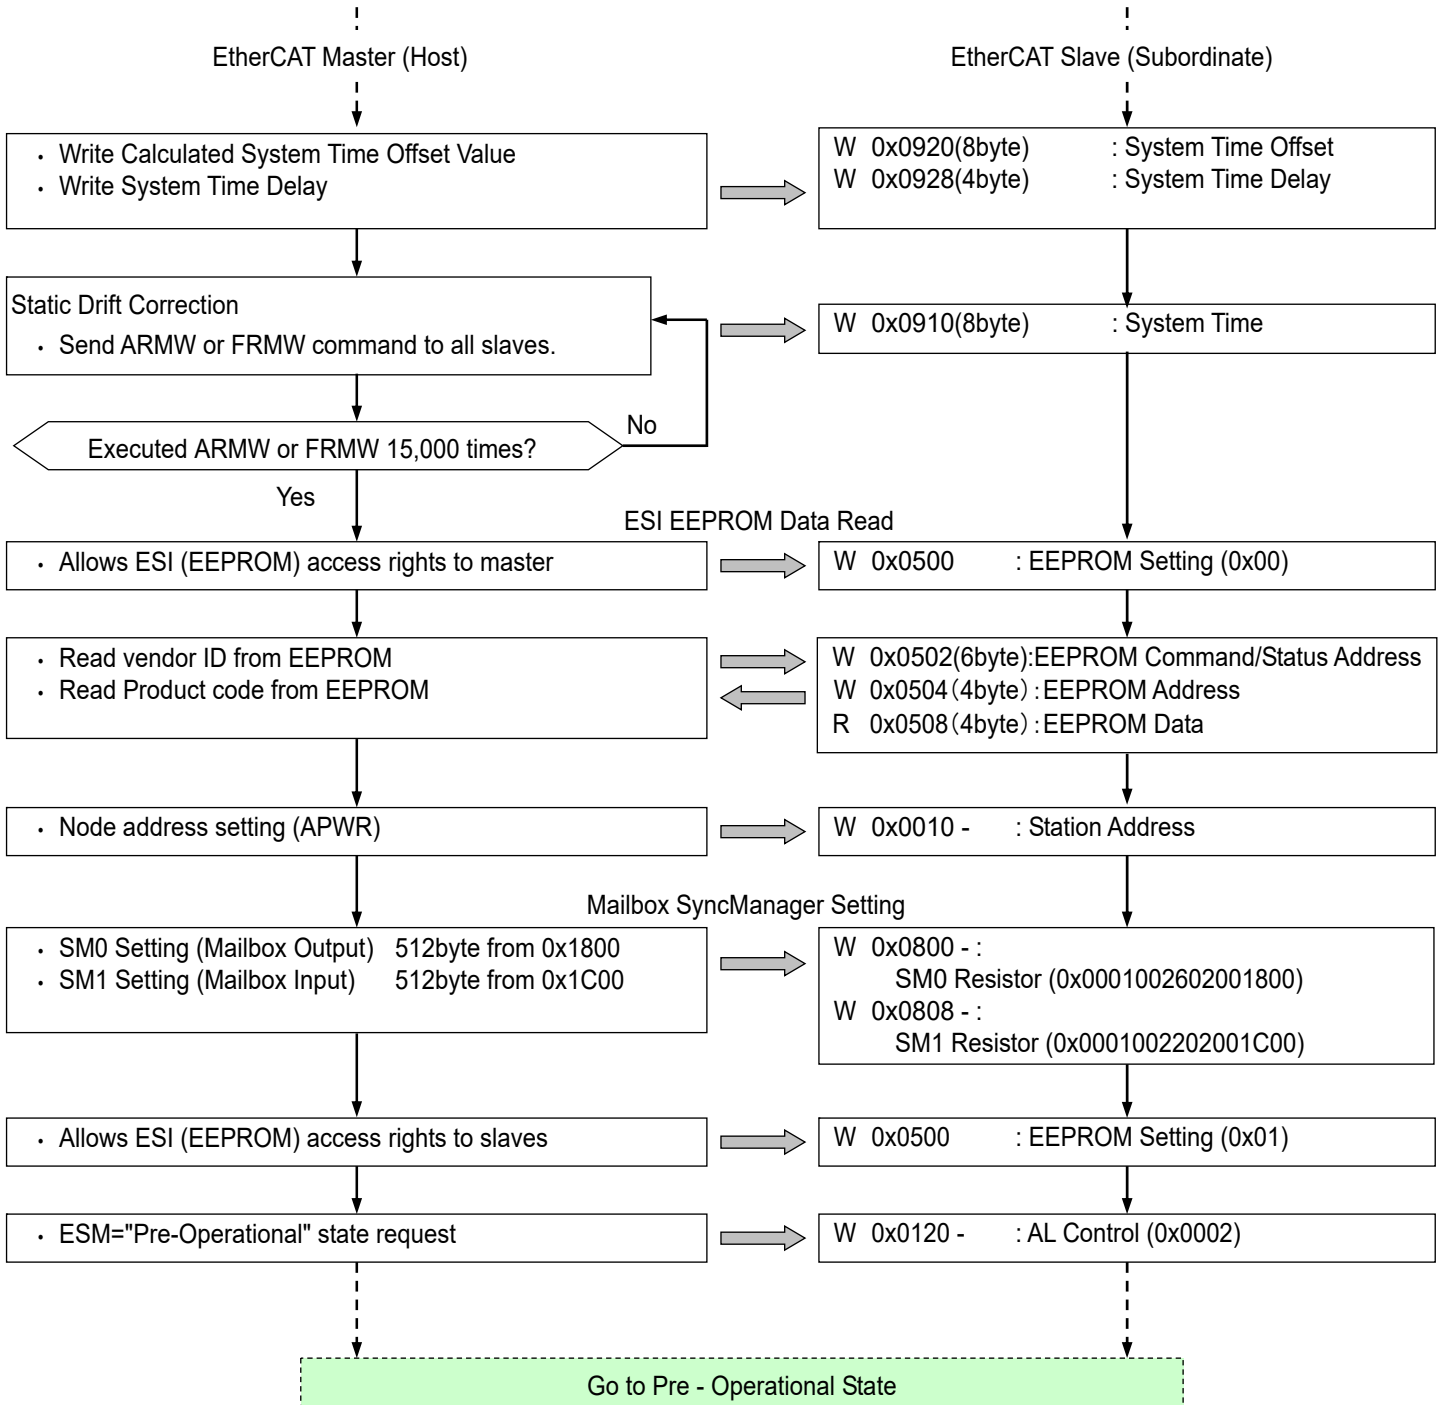 EtherCAT Master (Host)
EtherCAT Slave (Subordinate)
・ Write Calculated System Time Offset Value
・ Write System Time Delay
W 0x0920(8byte) : System Time Offset
W 0x0928(4byte) : System Time Delay
Static Drift Correction
・ Send ARMW or FRMW command to all slaves.
W 0x0910(8byte) : System Time
Executed ARMW or FRMW 15,000 times?
No
Yes
ESI EEPROM Data Read
・ Allows ESI (EEPROM) access rights to master
W 0x0500 : EEPROM Setting (0x00)
・ Read vendor ID from EEPROM
・ Read Product code from EEPROM
W 0x0502(6byte):EEPROM Command/Status Address
W 0x0504(4byte):EEPROM Address
R 0x0508(4byte):EEPROM Data
・ Node address setting (APWR)
W 0x0010 - : Station Address
Mailbox SyncManager Setting
・ SM0 Setting (Mailbox Output) 512byte from 0x1800
・ SM1 Setting (Mailbox Input) 512byte from 0x1C00
W 0x0800 - :
SM0 Resistor (0x0001002602001800)
W 0x0808 - :
SM1 Resistor (0x0001002202001C00)
・ Allows ESI (EEPROM) access rights to slaves
W 0x0500 : EEPROM Setting (0x01)
・ ESM="Pre-Operational" state request
W 0x0120 - : AL Control (0x0002)
Go to Pre - Operational State